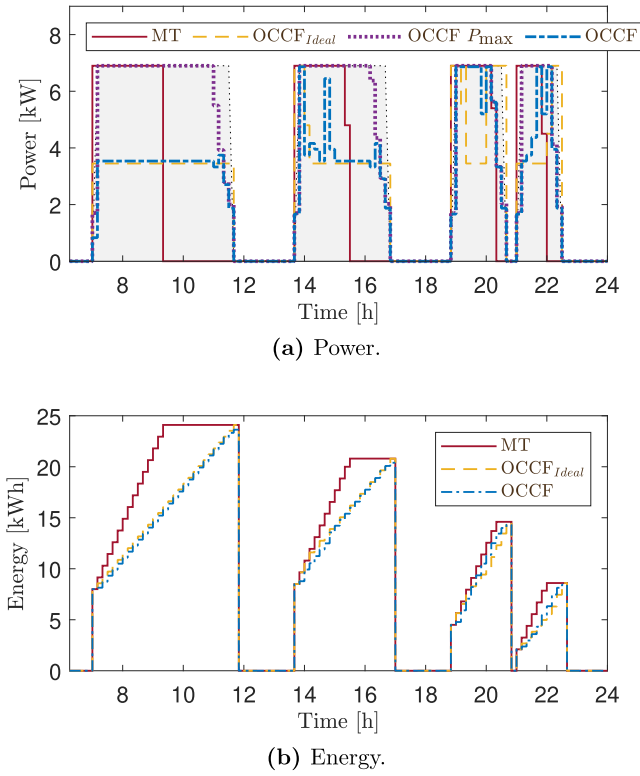 MT OCCF_Ideal OCCF P_max OCCF
8
6
4
2
0
Power [kW]
8 10 12 14 16 18 20 22 24
Time [h]
(a) Power.
25
20
15
10
5
0
Energy [kWh]
MT
OCCF_Ideal
OCCF
8 10 12 14 16 18 20 22 24
Time [h]
(b) Energy.